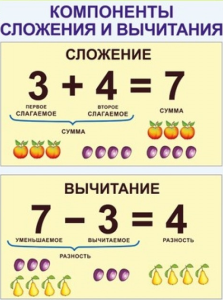 КОМПОНЕНТЫ
СЛОЖЕНИЯ И ВЫЧИТАНИЯ
СЛОЖЕНИЕ
3 + 4 = 7
ПЕРВОЕ СЛАГАЕМОЕ
ВТОРОЕ СЛАГАЕМОЕ
СУММА
СУММА
ВЫЧИТАНИЕ
7 − 3 = 4
УМЕНЬШАЕМОЕ ВЫЧИТАЕМОЕ РАЗНОСТЬ
РАЗНОСТЬ